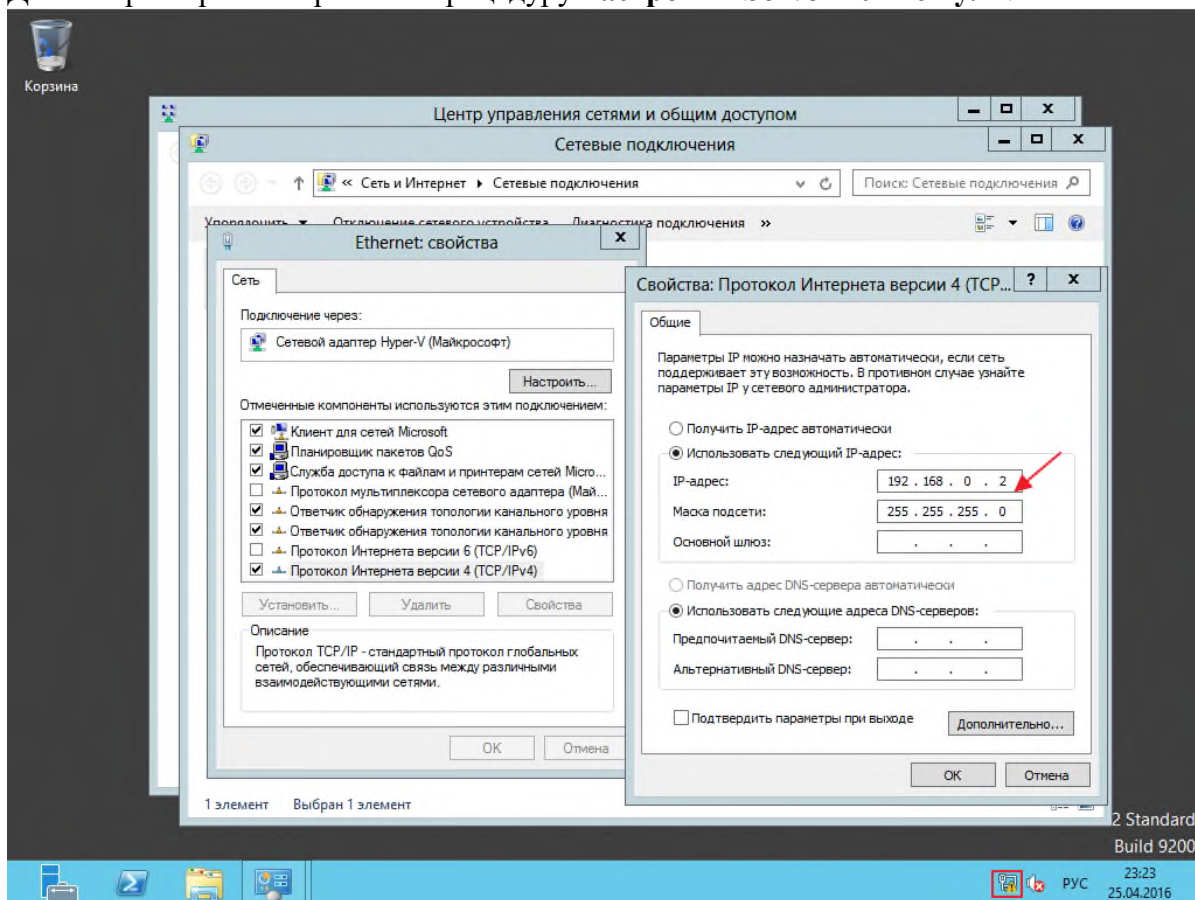 Корзина
Центр управления сетями и общим доступом
Сетевые подключения
« Сеть и Интернет ▸ Сетевые подключения
Поиск: Сетевые подключения
Упорядочить Отключение сетевого устройства Диагностика подключения »
Ethernet: свойства
Сеть
Подключение через:
Сетевой адаптер Hyper-V (Майкрософт)
Настроить...
Отмеченные компоненты используются этим подключением:
Клиент для сетей Microsoft
Планировщик пакетов QoS
Служба доступа к файлам и принтерам сетей Micro...
Протокол мультиплексора сетевого адаптера (Май...
Ответчик обнаружения топологии канального уровня
Ответчик обнаружения топологии канального уровня
Протокол Интернета версии 6 (TCP/IPv6)
Протокол Интернета версии 4 (TCP/IPv4)
Установить... Удалить Свойства
Описание
Протокол TCP/IP - стандартный протокол глобальных
сетей, обеспечивающий связь между различными
взаимодействующими сетями.
OK Отмена
Свойства: Протокол Интернета версии 4 (TCP... ?
Общие
Параметры IP можно назначать автоматически, если сеть
поддерживает эту возможность. В противном случае узнайте
параметры IP у сетевого администратора.
Получить IP-адрес автоматически
Использовать следующий IP-адрес:
IP-адрес: 192 . 168 . 0 . 2
Маска подсети: 255 . 255 . 255 . 0
Основной шлюз: . . .
Получить адрес DNS-сервера автоматически
Использовать следующие адреса DNS-серверов:
Предпочитаемый DNS-сервер: . . .
Альтернативный DNS-сервер: . . .
Подтвердить параметры при выходе
Дополнительно...
OK Отмена
1 элемент Выбран 1 элемент
2 Standard
Build 9200
РУС
23:23
25.04.2016